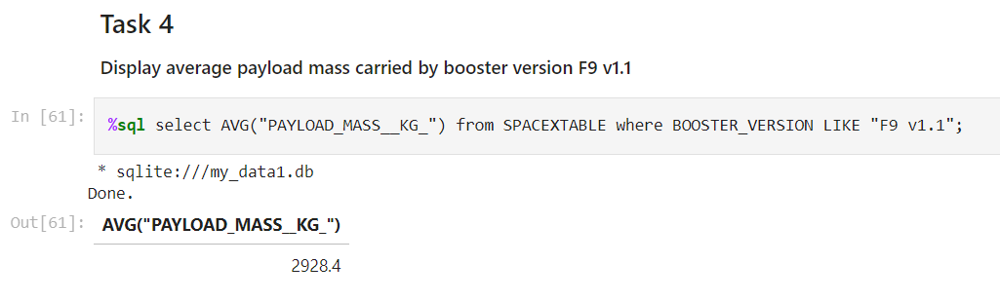 Task 4
Display average payload mass carried by booster version F9 v1.1
In [61]: %sql select AVG("PAYLOAD_MASS__KG_") from SPACEXTABLE where BOOSTER_VERSION LIKE "F9 v1.1";
* sqlite:///my_data1.db
Done.
Out[61]: AVG("PAYLOAD_MASS__KG_")
2928.4